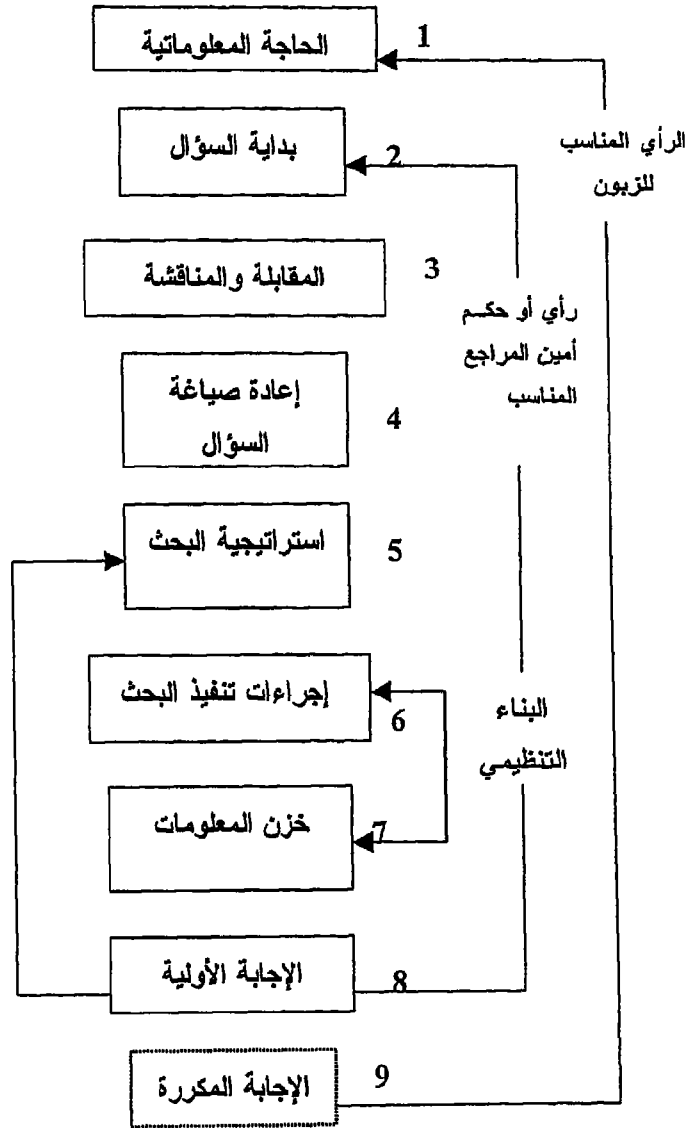 الحاجة المعلوماتية
1
بداية السؤال
2
الرأي المناسب
للزبون
المقابلة والمناقشة
3
رأي أو حكم
أمين المراجع
المناسب
إعادة صياغة
السؤال
4
استراتيجية البحث
5
إجراءات تنفيذ البحث
6
البناء
التنظيمي
خزن المعلومات
7
الإجابة الأولية
8
الإجابة المكررة
9